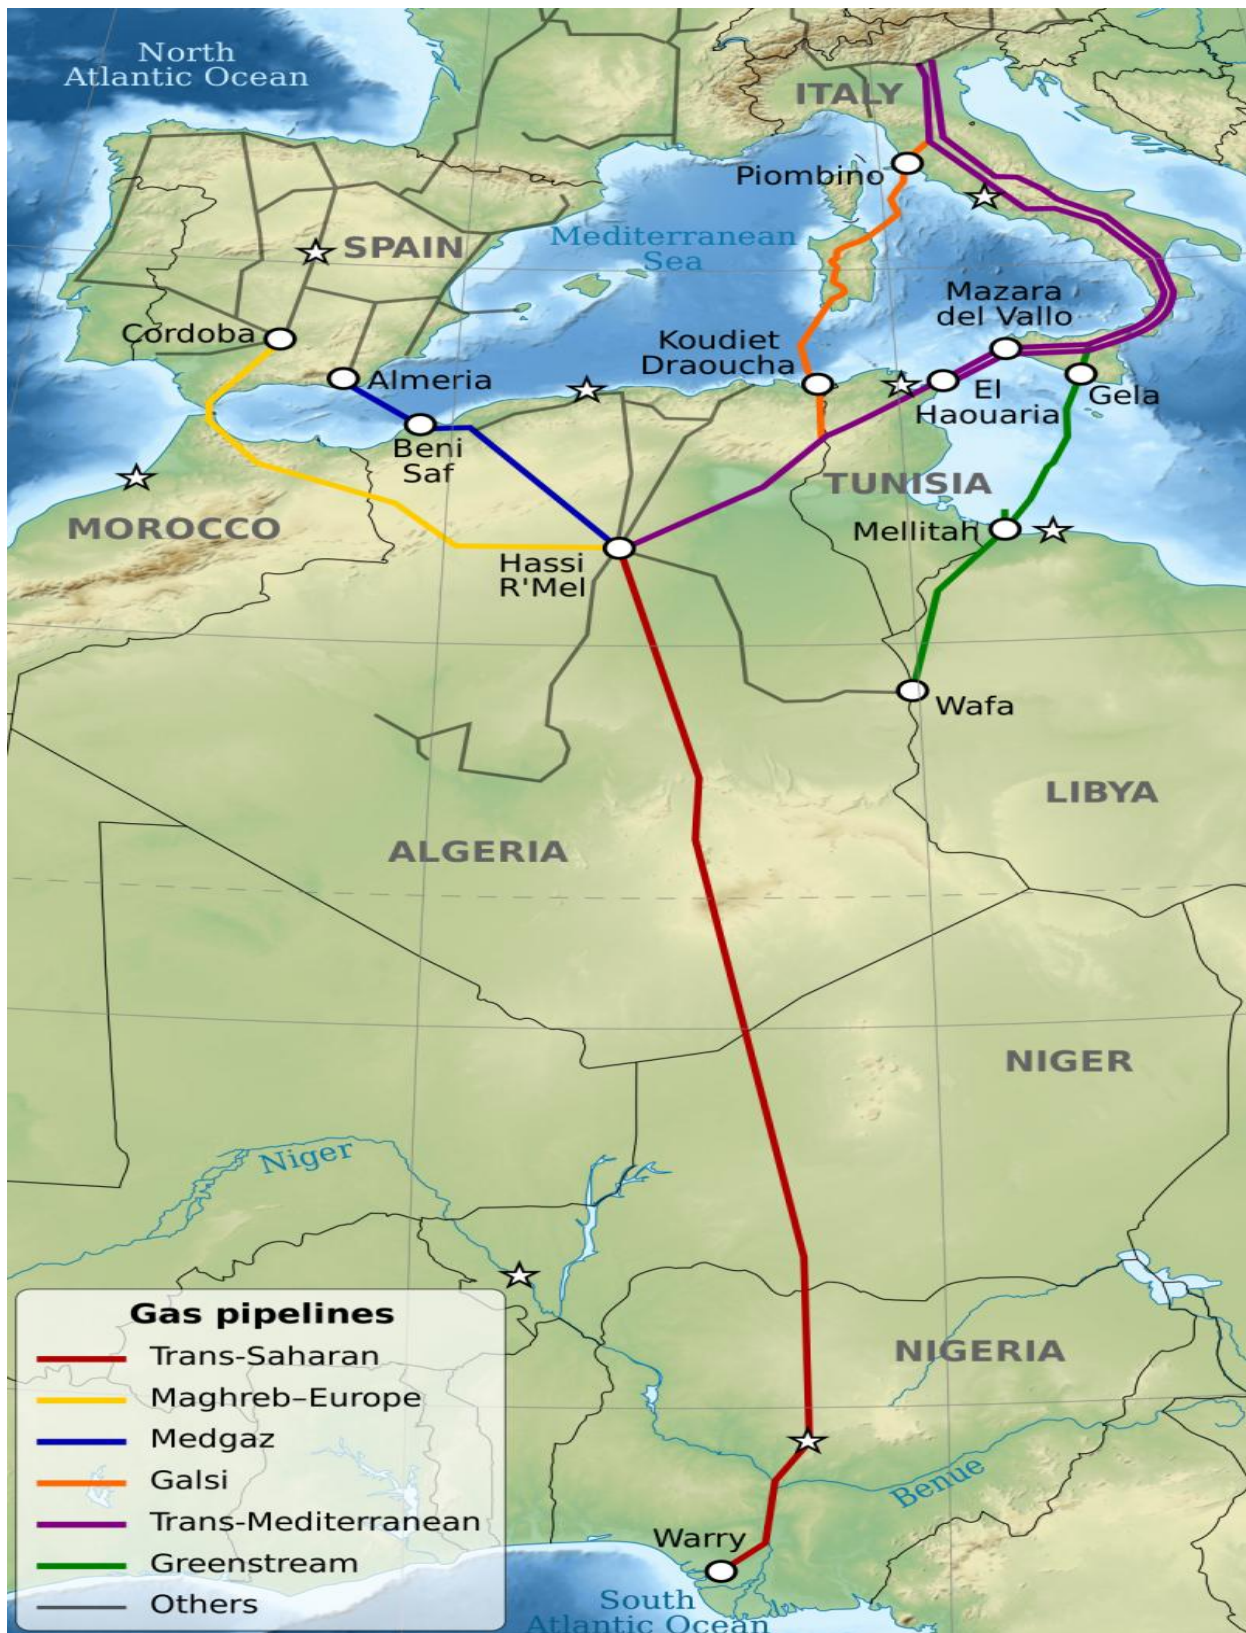 North
Atlantic Ocean
ITALY
Piombino
SPAIN
Mediterranean
Sea
Mazara
del Vallo
Cordoba
Koudiet
Draoucha
Almeria
El
Haouaria
Gela
Beni
Saf
TUNISIA
MOROCCO
Mellitah
Hassi
R'Mel
Wafa
LIBYA
ALGERIA
NIGER
Niger
Gas pipelines
Trans-Saharan
Maghreb–Europe
Medgaz
Galsi
Trans-Mediterranean
Greenstream
Others
NIGERIA
Benue
Warry
South
Atlantic Ocean